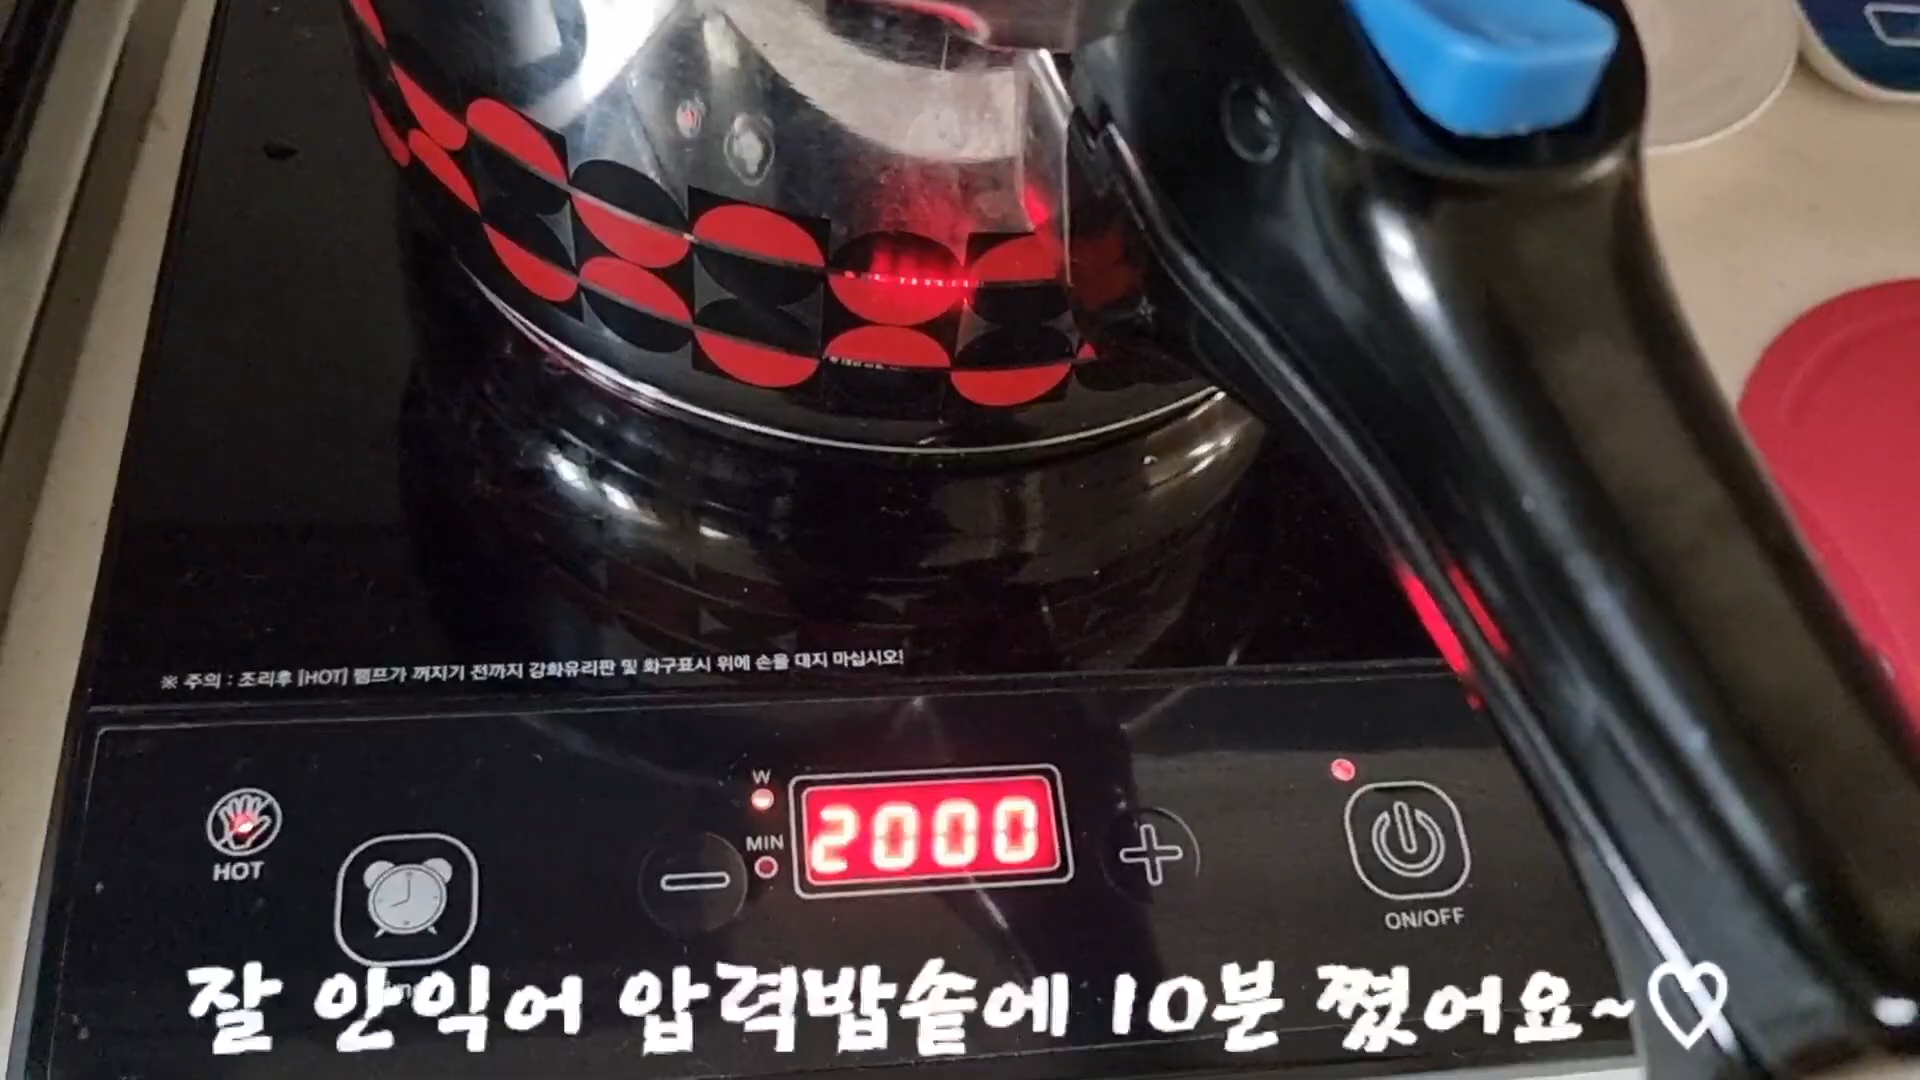 ※ 주의 : 조리후 [HOT] 램프가 꺼지기 전까지 강화유리판 및 화구표시 위에 손을 대지 마십시오!
W
MIN
2000
HOT
ON/OFF
잘 안익어 압력밥솥에 10분 쪘어요~♡